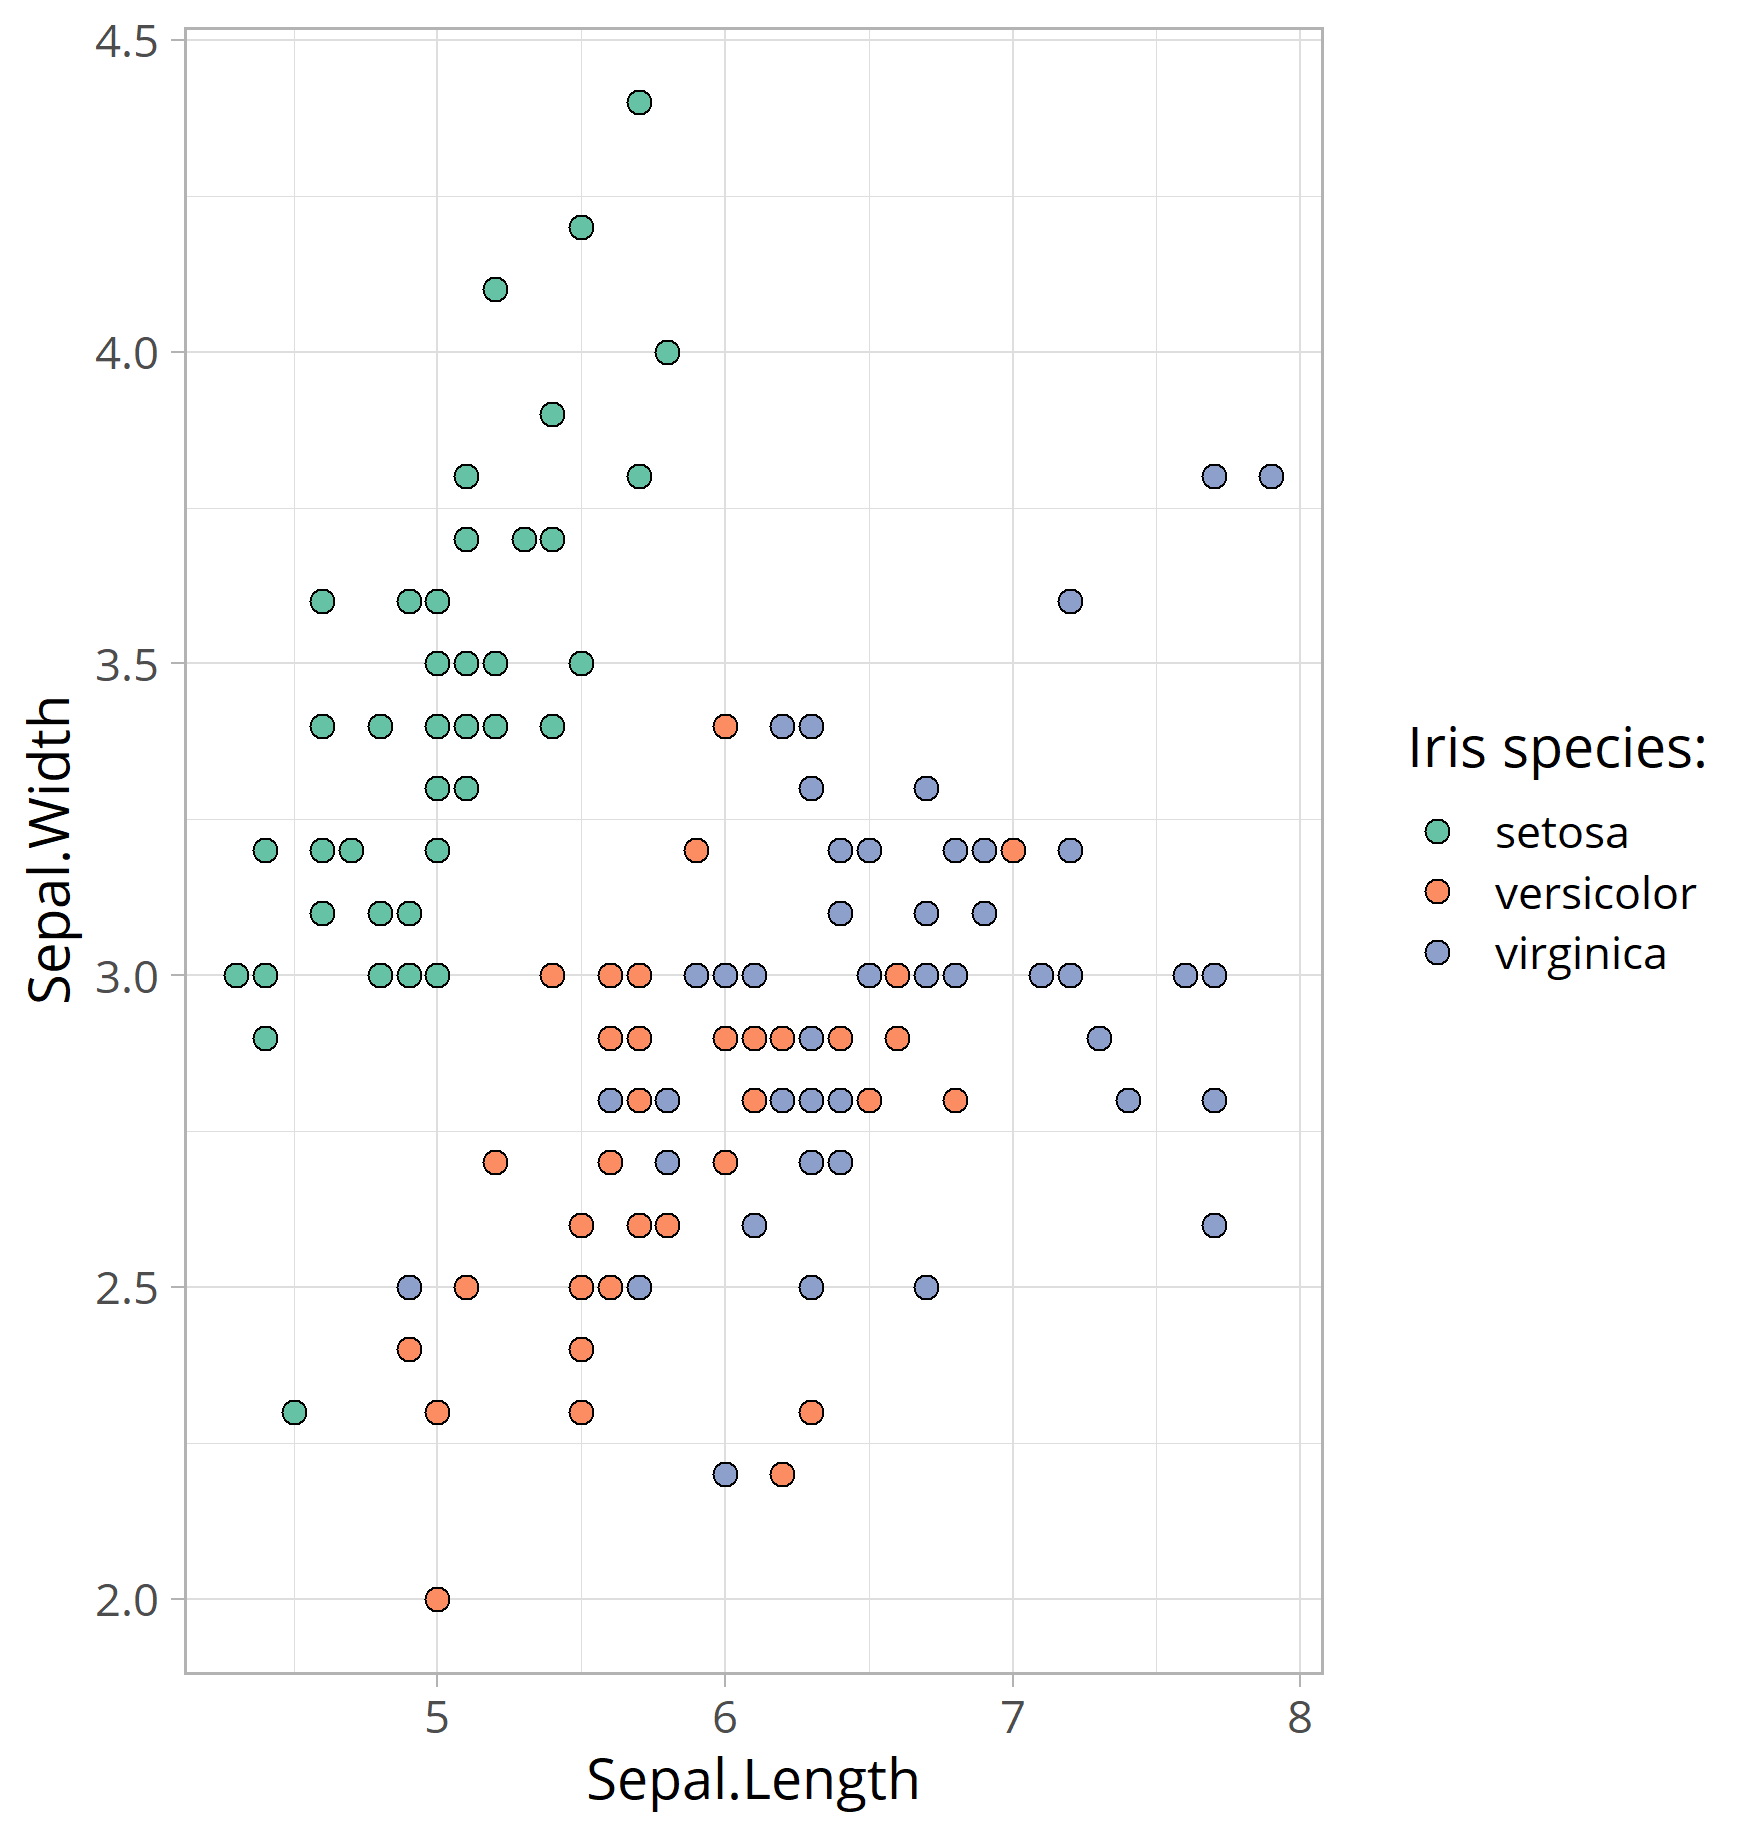 4.5
4.0
3.5
3.0
2.5
2.0
Sepal.Width
5 6 7 8
Sepal.Length
Iris species:
setosa
versicolor
virginica